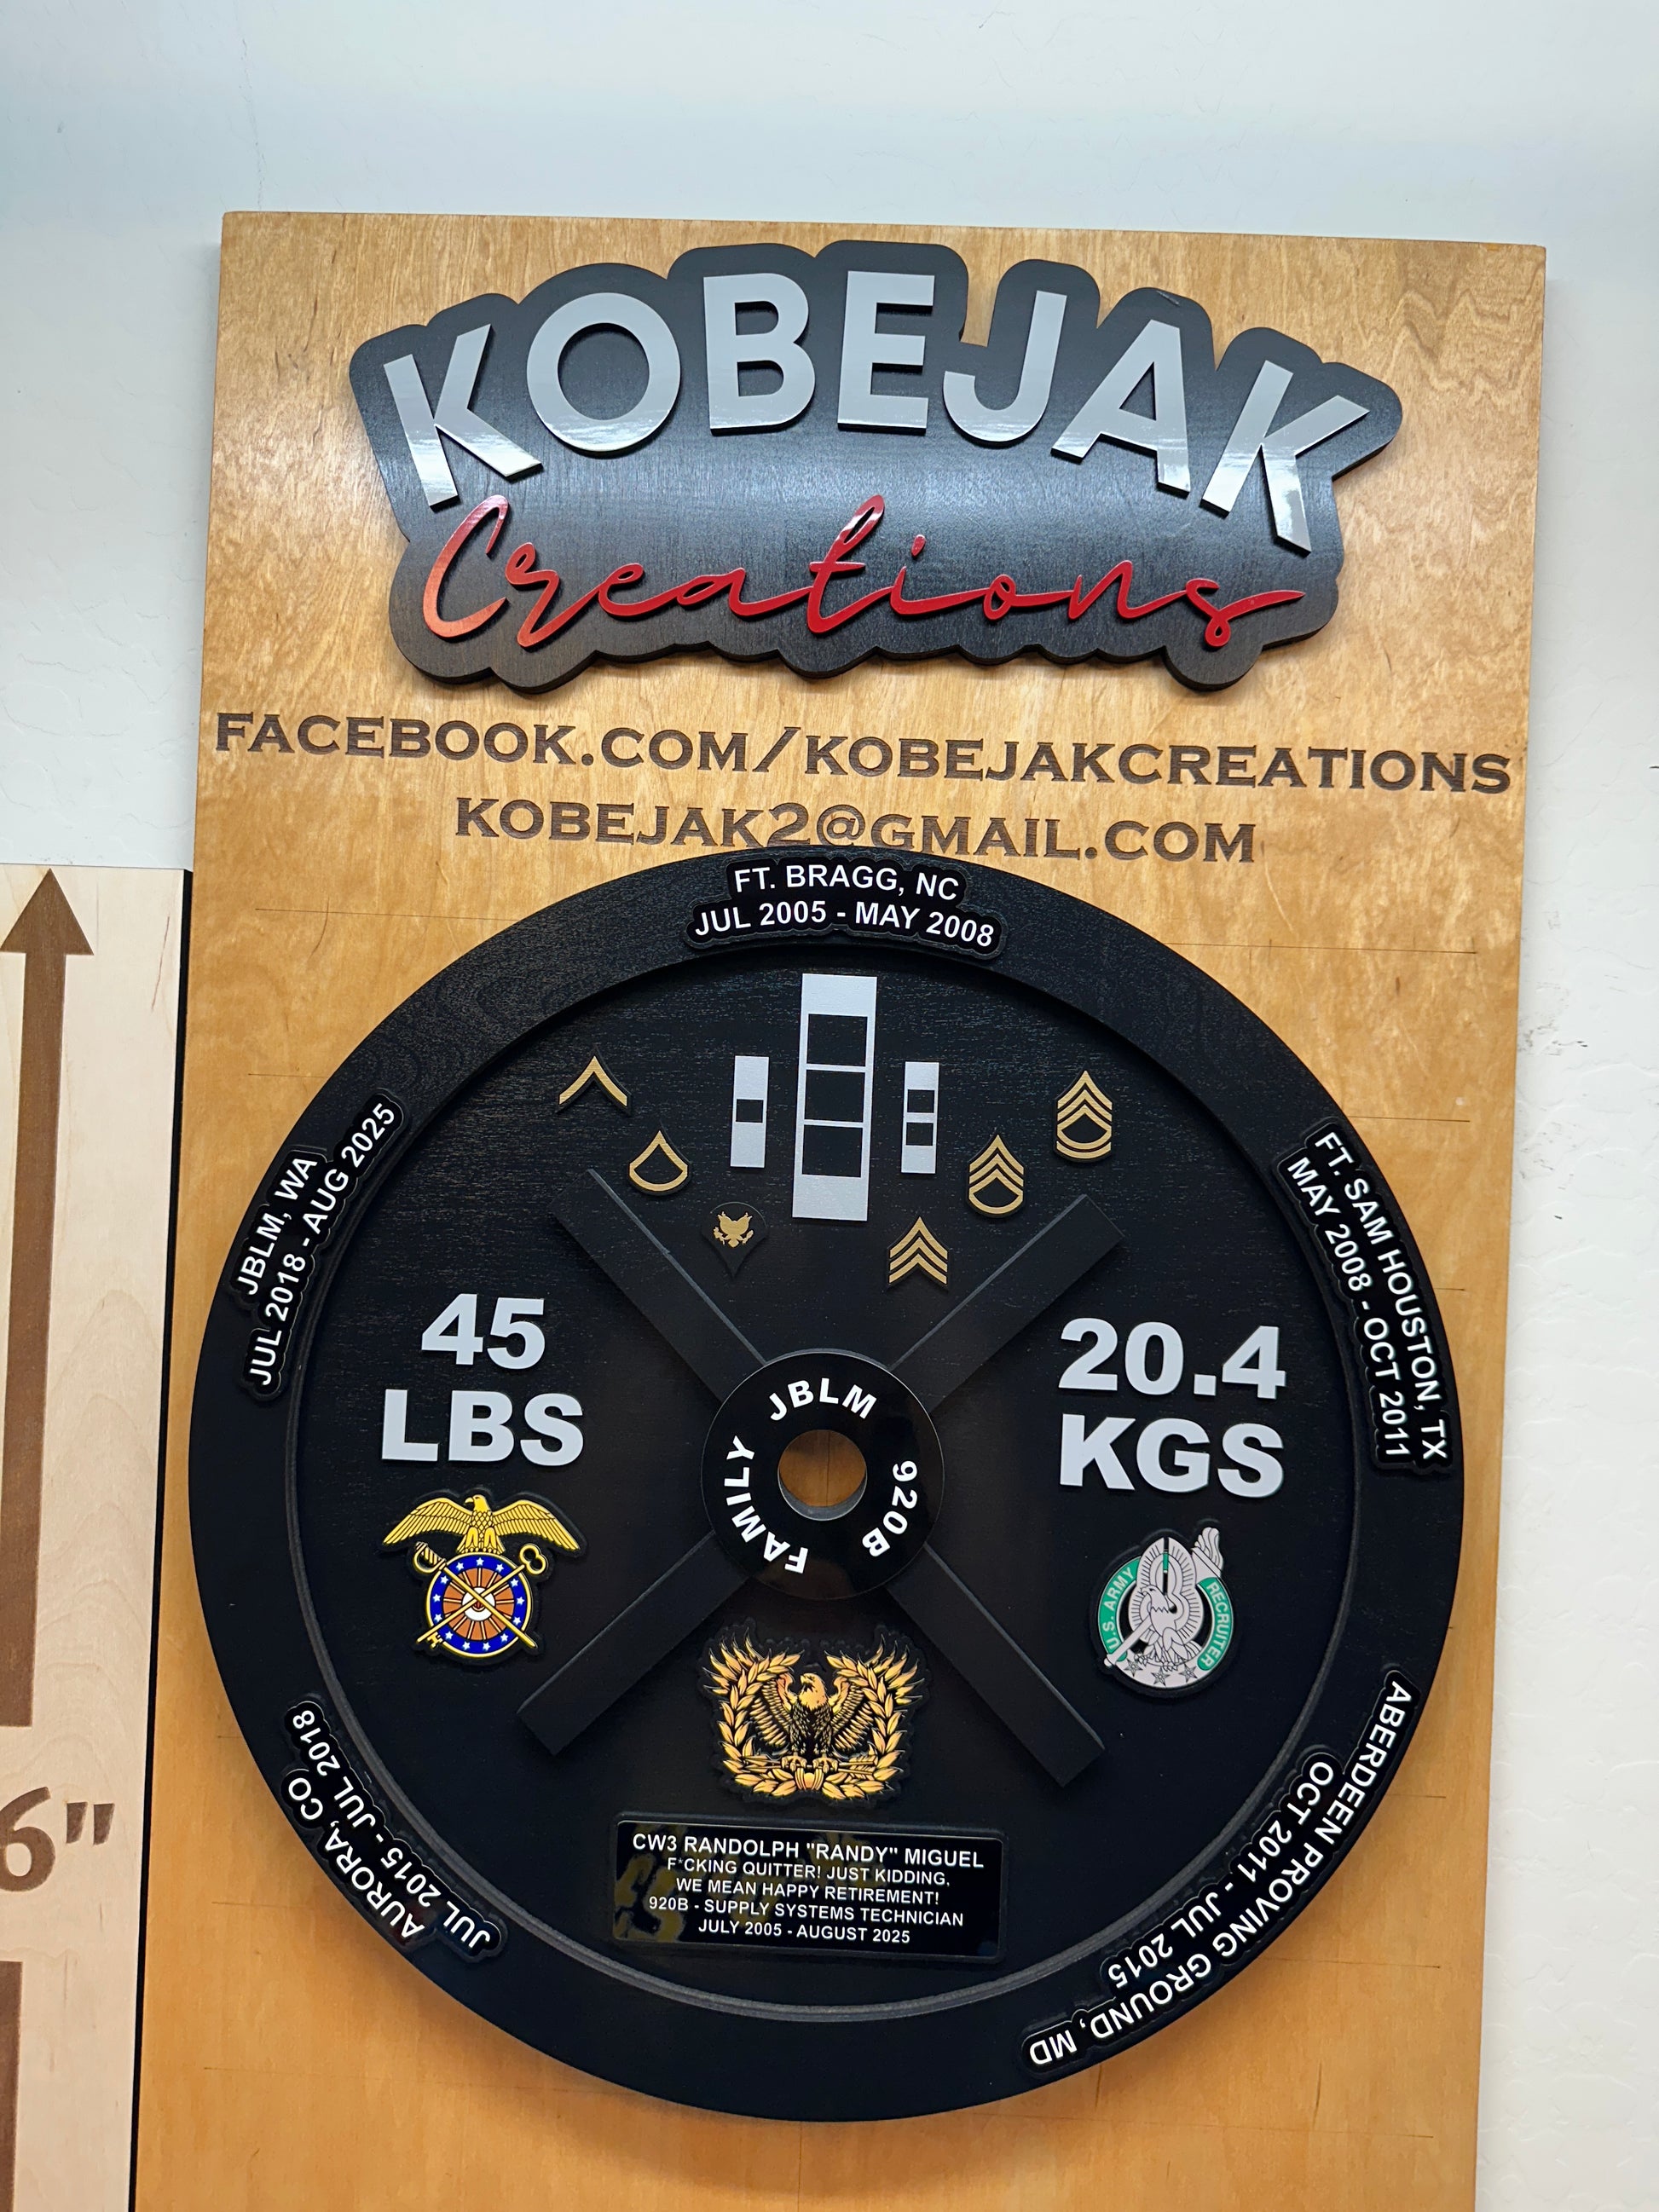 KOBEJAK
Creations
FACEBOOK.COM/KOBEJAKCREATIONS
KOBEJAK2@GMAIL.COM
FT. BRAGG, NC
JUL 2005 - MAY 2008
FT. SAM HOUSTON, TX
MAY 2008 - OCT 2011
ABERDEEN PROVING GROUND, MD
OCT 2011 - JUL 2015
AURORA, CO
JUL 2015 - JUL 2018
JBLM, WA
JUL 2018 - AUG 2025
45
LBS
20.4
KGS
JBLM
920B
FAMILY
U.S. ARMY
RECRUITER
CW3 RANDOLPH "RANDY" MIGUEL
F*CKING QUITTER! JUST KIDDING,
WE MEAN HAPPY RETIREMENT!
920B - SUPPLY SYSTEMS TECHNICIAN
JULY 2005 - AUGUST 2025
6"